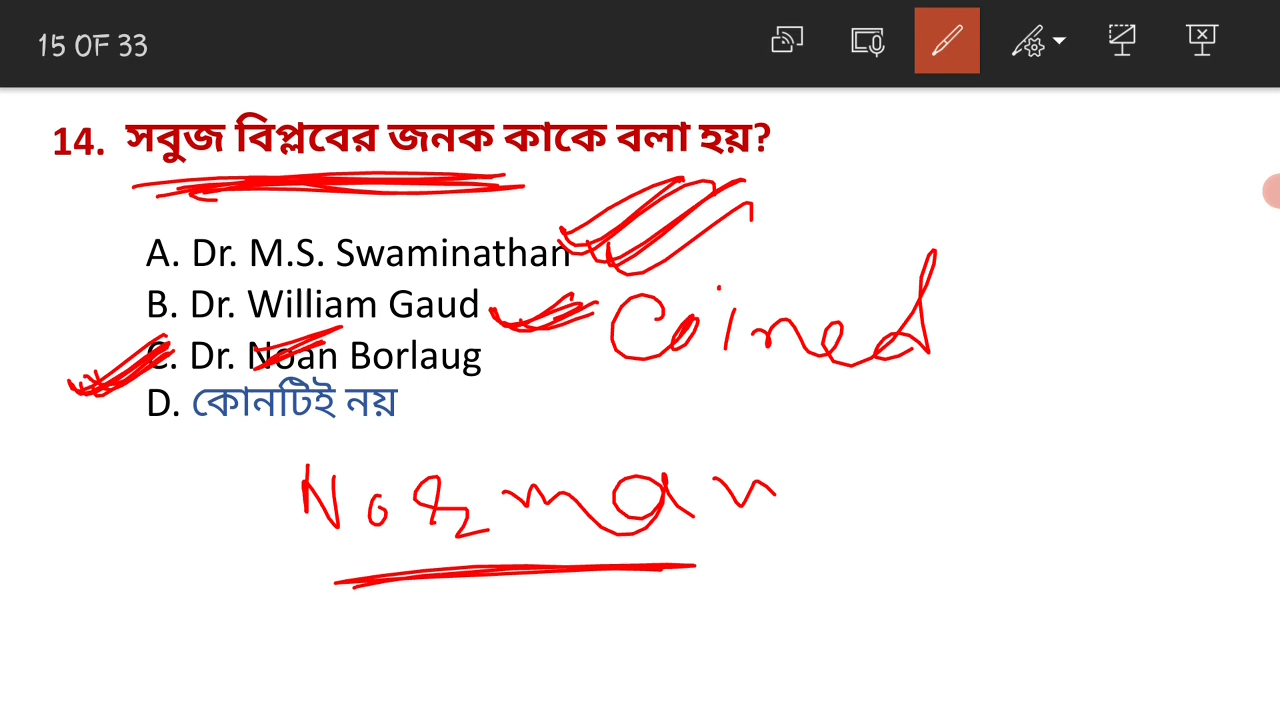 15 OF 33
14. সবুজ বিপ্লবের জনক কাকে বলা হয়?
A. Dr. M.S. Swaminathan
B. Dr. William Gaud
Coined
C. Dr. Noan Borlaug
D. কোনটিই নয়
Norman